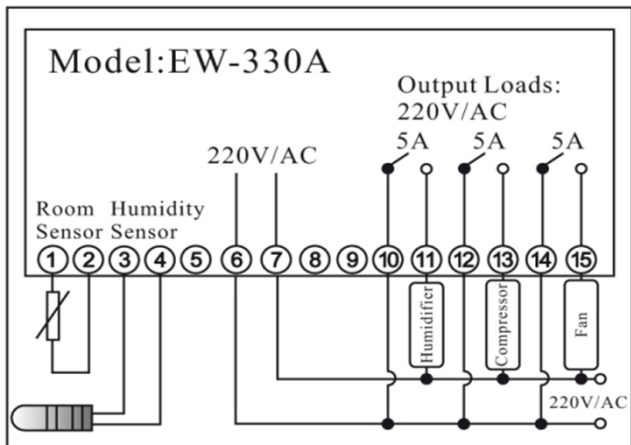 Model:EW-330A
Output Loads:
220V/AC
5A 5A 5A
220V/AC
Room Humidity
Sensor Sensor
1 2 3 4 5 6 7 8 9 10 11 12 13 14 15
Humidifier
Compressor
Fan
220V/AC